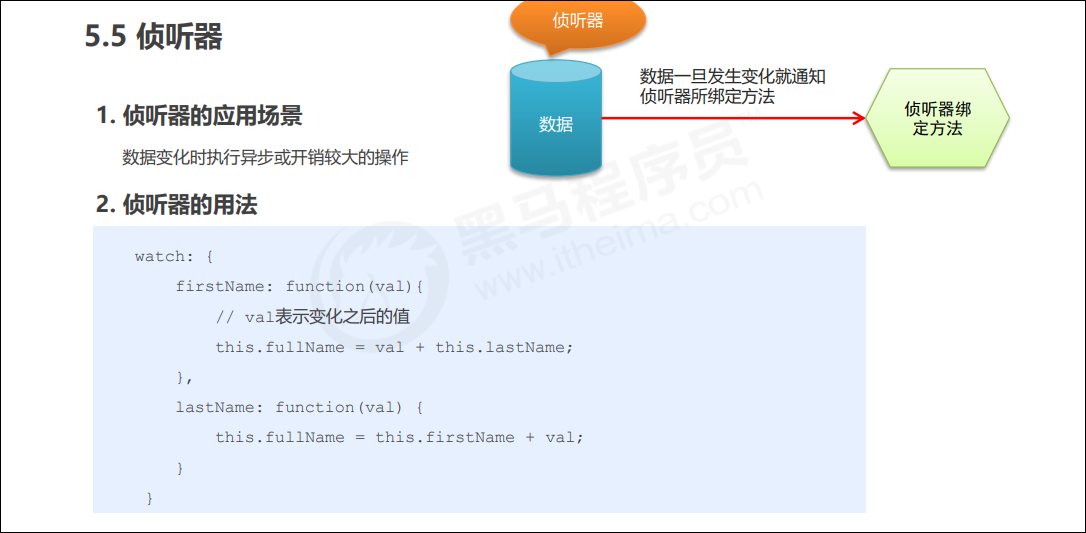 5.5 侦听器
侦听器
数据
数据一旦发生变化就通知
侦听器所绑定方法
侦听器绑
定方法
1. 侦听器的应用场景
数据变化时执行异步或开销较大的操作
2. 侦听器的用法
watch: {
firstName: function(val){
// val表示变化之后的值
this.fullName = val + this.lastName;
},
lastName: function(val) {
this.fullName = this.firstName + val;
}
}
黑马程序员
www.itheima.com